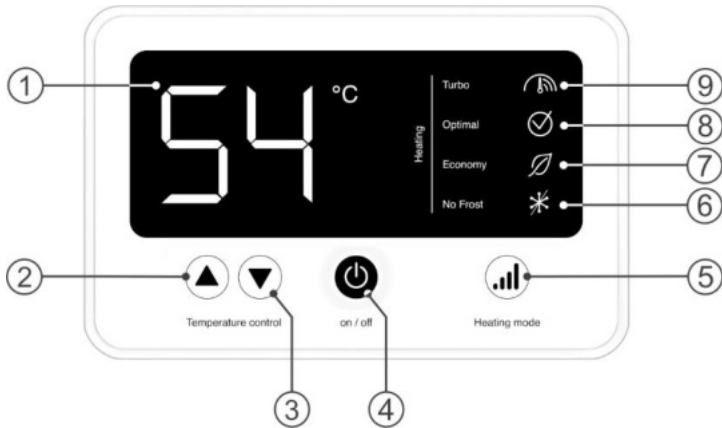 1
54 °C
Heating
Turbo
9
Optimal
8
Economy
7
No Frost
6
2
5
Temperature control
on / off
Heating mode
3
4